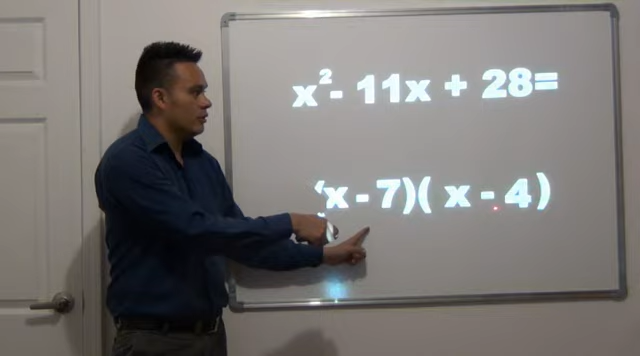 x² - 11x + 28=
(x - 7)( x - 4)